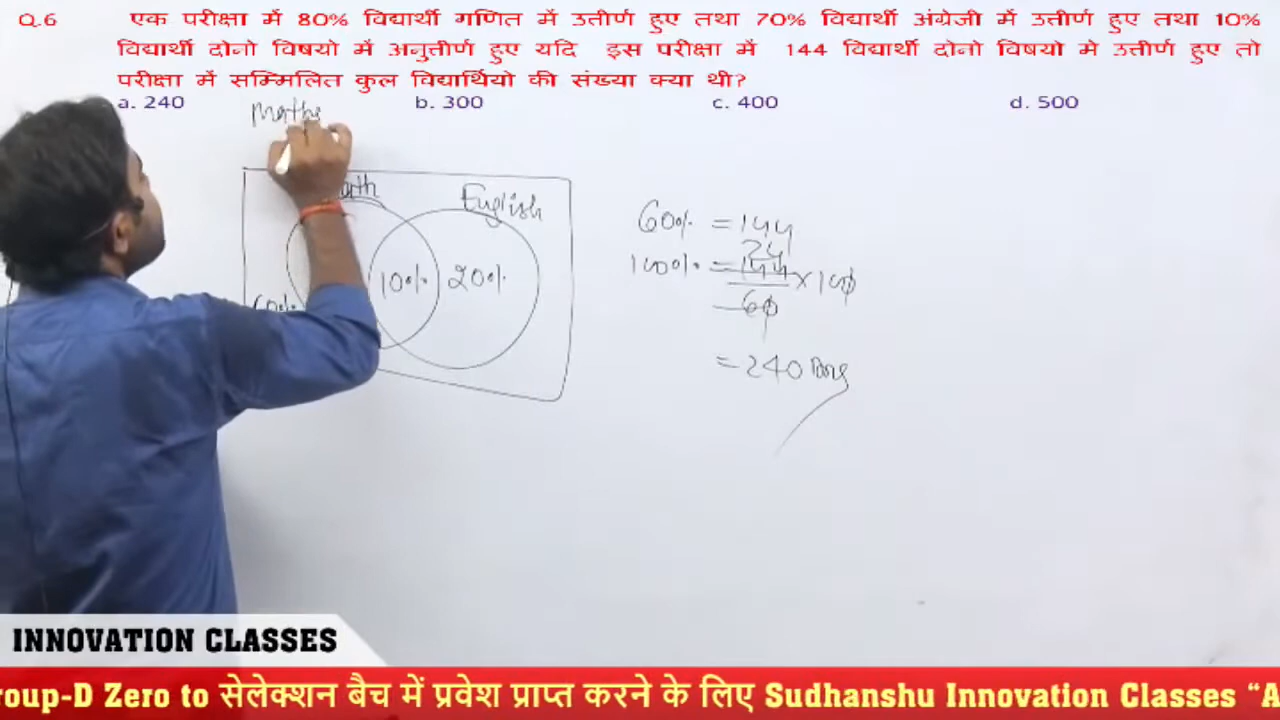 Q.6 एक परीक्षा में 80% विद्यार्थी गणित में उत्तीर्ण हुए तथा 70% विद्यार्थी अंग्रेजी में उत्तीर्ण हुए तथा 10%
विद्यार्थी दोनो विषयो में अनुत्तीर्ण हुए यदि इस परीक्षा में 144 विद्यार्थी दोनो विषयो मे उत्तीर्ण हुए तो
परीक्षा में सम्मिलित कुल विद्यार्थियो की संख्या क्या थी?
a. 240 b. 300 c. 400 d. 500
Maths
English
10% 20%
60%
60% = 144
24
100% = 144 × 100
60
= 240 Ans
INNOVATION CLASSES
roup-D Zero to सेलेक्शन बैच में प्रवेश प्राप्त करने के लिए Sudhanshu Innovation Classes “A